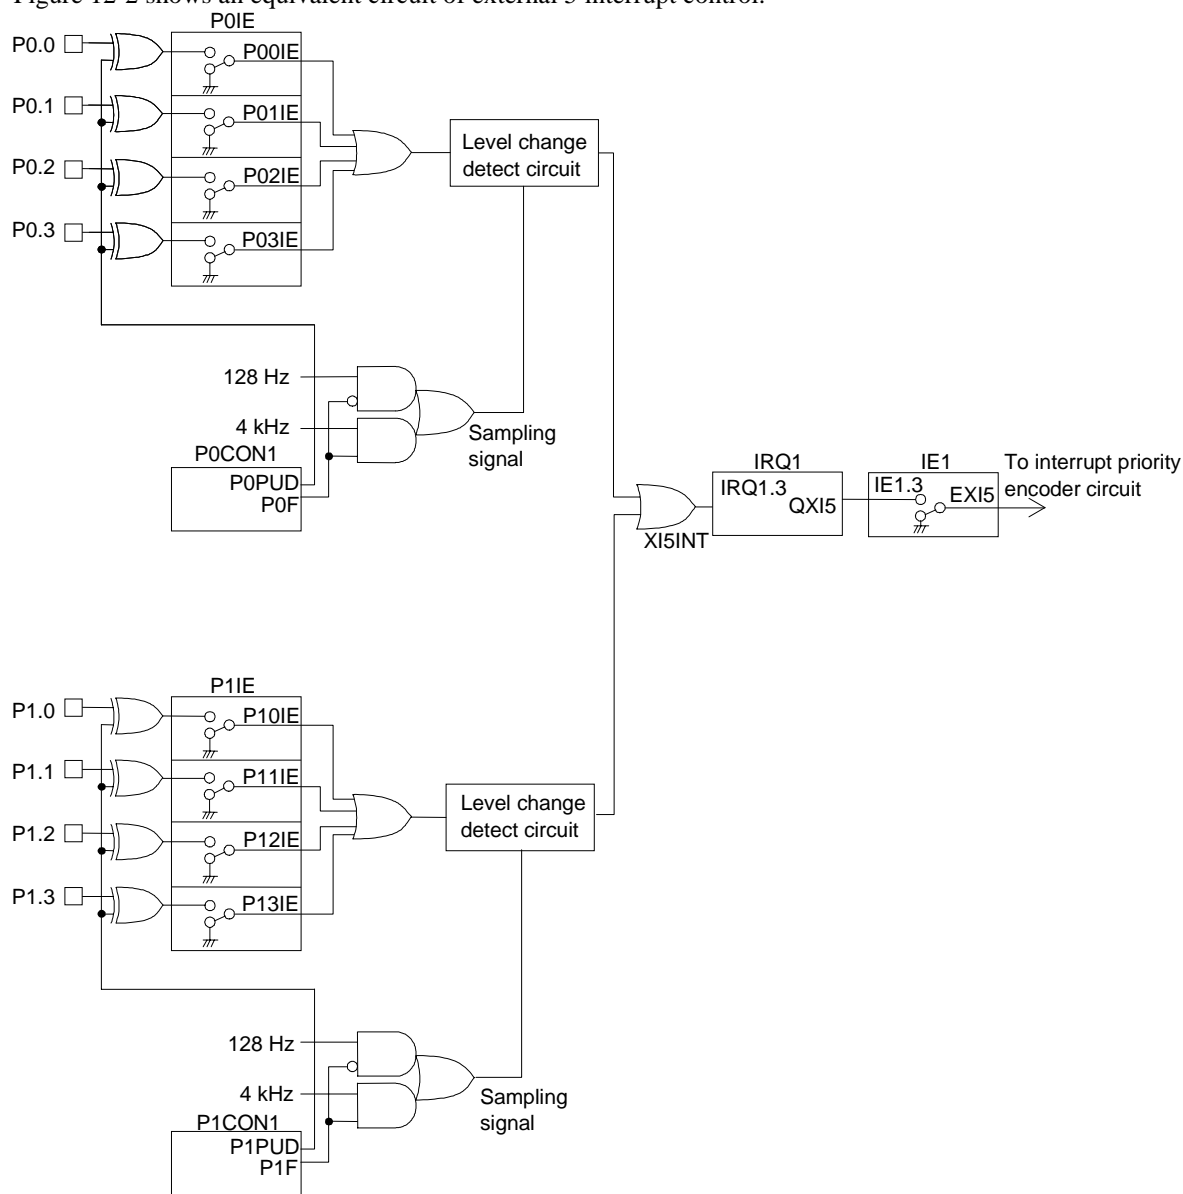 Figure 12-2 shows an equivalent circuit of external 5 interrupt control.
P0IE
P0.0
P00IE
P0.1
P01IE
P0.2
P02IE
P0.3
P03IE
Level change
detect circuit
128 Hz
4 kHz
Sampling
signal
P0CON1
P0PUD
P0F
IRQ1
IRQ1.3
QXI5
XI5INT
IE1
IE1.3
EXI5
To interrupt priority
encoder circuit
P1IE
P1.0
P10IE
P1.1
P11IE
P1.2
P12IE
P1.3
P13IE
Level change
detect circuit
128 Hz
4 kHz
Sampling
signal
P1CON1
P1PUD
P1F